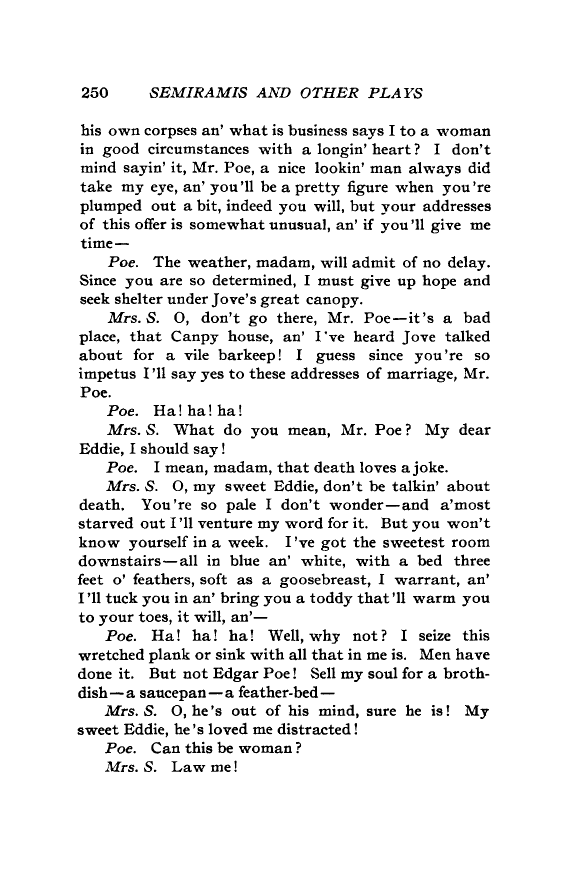 250 SEMIRAMIS AND OTHER PLAYS
his own corpses an' what is business says I to a woman
in good circumstances with a longin' heart? I don't
mind sayin' it, Mr. Poe, a nice lookin' man always did
take my eye, an' you'll be a pretty figure when you're
plumped out a bit, indeed you will, but your addresses
of this offer is somewhat unusual, an' if you'll give me
time—
Poe. The weather, madam, will admit of no delay.
Since you are so determined, I must give up hope and
seek shelter under Jove's great canopy.
Mrs. S. O, don't go there, Mr. Poe—it's a bad
place, that Canpy house, an' I've heard Jove talked
about for a vile barkeep! I guess since you're so
impetus I'll say yes to these addresses of marriage, Mr.
Poe.
Poe. Ha! ha! ha!
Mrs. S. What do you mean, Mr. Poe? My dear
Eddie, I should say!
Poe. I mean, madam, that death loves a joke.
Mrs. S. O, my sweet Eddie, don't be talkin' about
death. You're so pale I don't wonder—and a'most
starved out I'll venture my word for it. But you won't
know yourself in a week. I've got the sweetest room
downstairs—all in blue an' white, with a bed three
feet o' feathers, soft as a goosebreast, I warrant, an'
I'll tuck you in an' bring you a toddy that'll warm you
to your toes, it will, an'—
Poe. Ha! ha! ha! Well, why not? I seize this
wretched plank or sink with all that in me is. Men have
done it. But not Edgar Poe! Sell my soul for a broth-
dish—a saucepan—a feather-bed—
Mrs. S. O, he's out of his mind, sure he is! My
sweet Eddie, he's loved me distracted!
Poe. Can this be woman?
Mrs. S. Law me!